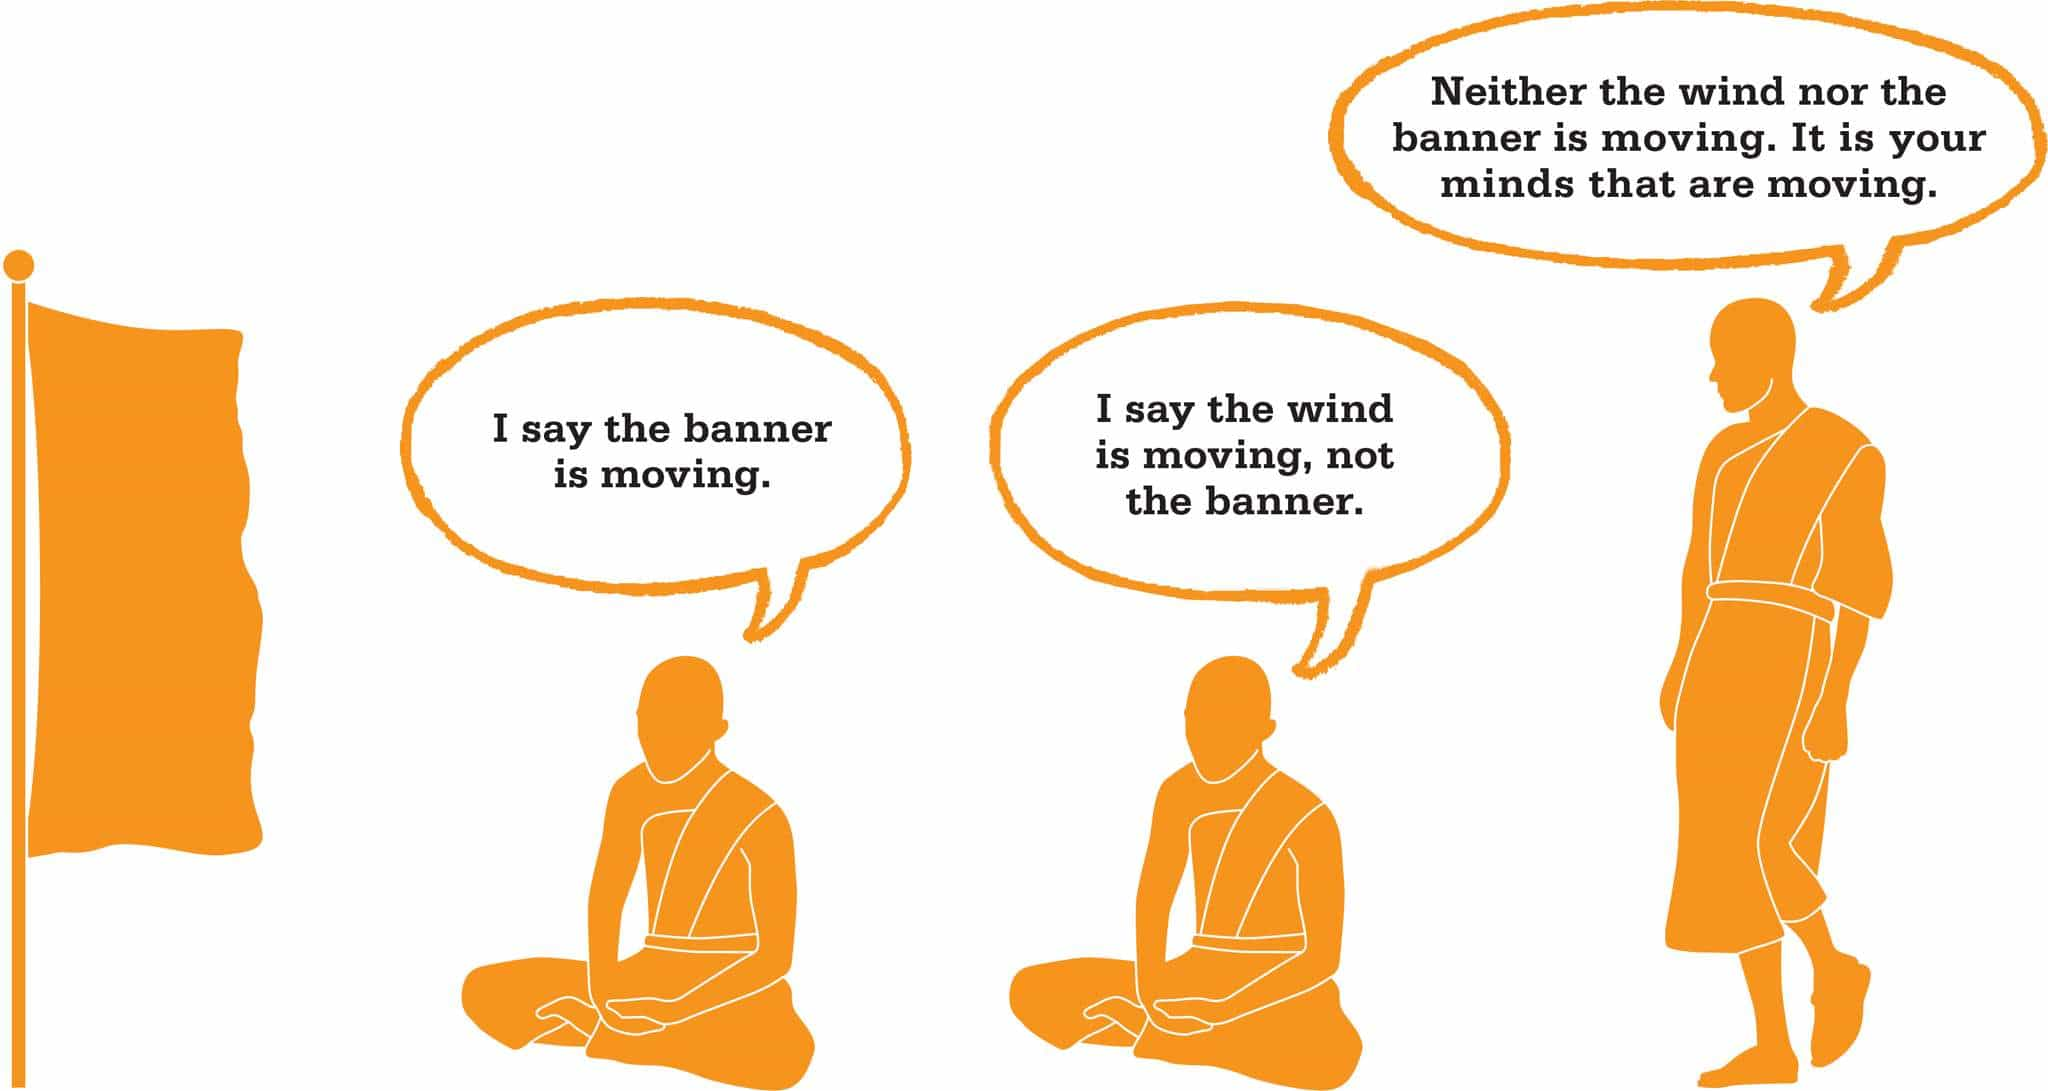 I say the banner
is moving.
I say the wind
is moving, not
the banner.
Neither the wind nor the
banner is moving. It is your
minds that are moving.